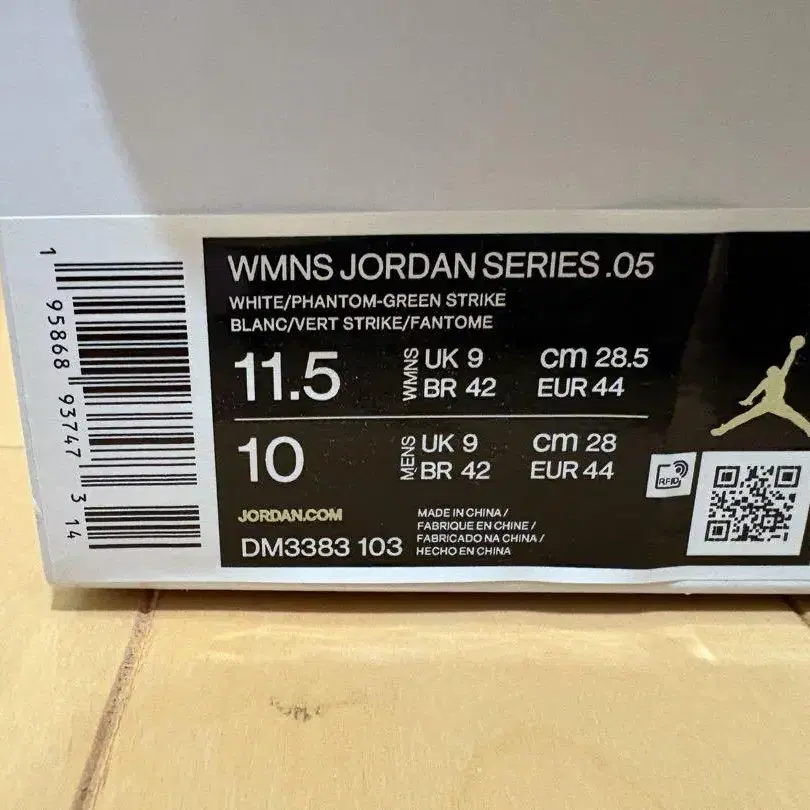 WMNS JORDAN SERIES .05
WHITE/PHANTOM-GREEN STRIKE
BLANC/VERT STRIKE/FANTOME
11.5 WMNS UK 9 cm 28.5
BR 42 EUR 44
10 MENS UK 9 cm 28
BR 42 EUR 44
RFID
JORDAN.COM
DM3383 103
MADE IN CHINA /
FABRIQUE EN CHINE /
FABRICADO NA CHINA /
HECHO EN CHINA
1 95868 93747 3 14